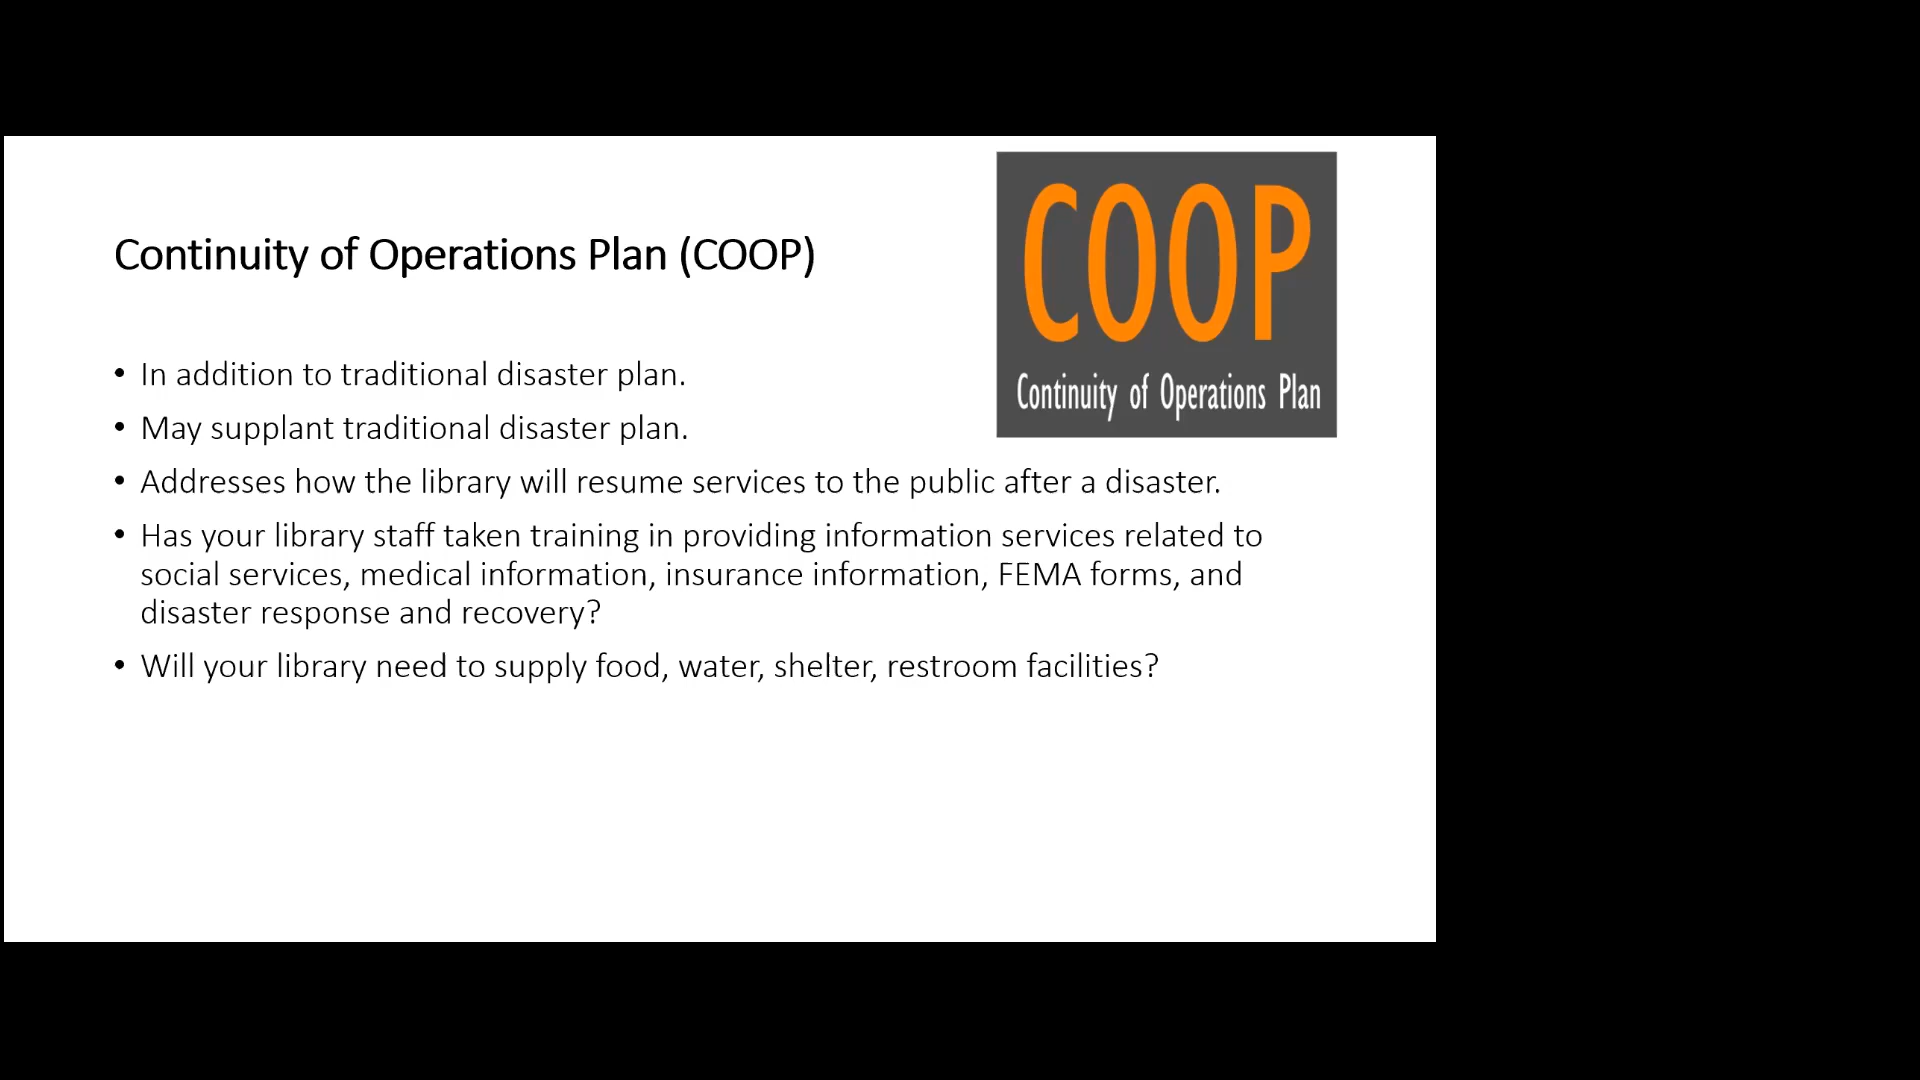 Continuity of Operations Plan (COOP)
COOP
Continuity of Operations Plan
• In addition to traditional disaster plan.
• May supplant traditional disaster plan.
• Addresses how the library will resume services to the public after a disaster.
• Has your library staff taken training in providing information services related to
social services, medical information, insurance information, FEMA forms, and
disaster response and recovery?
• Will your library need to supply food, water, shelter, restroom facilities?